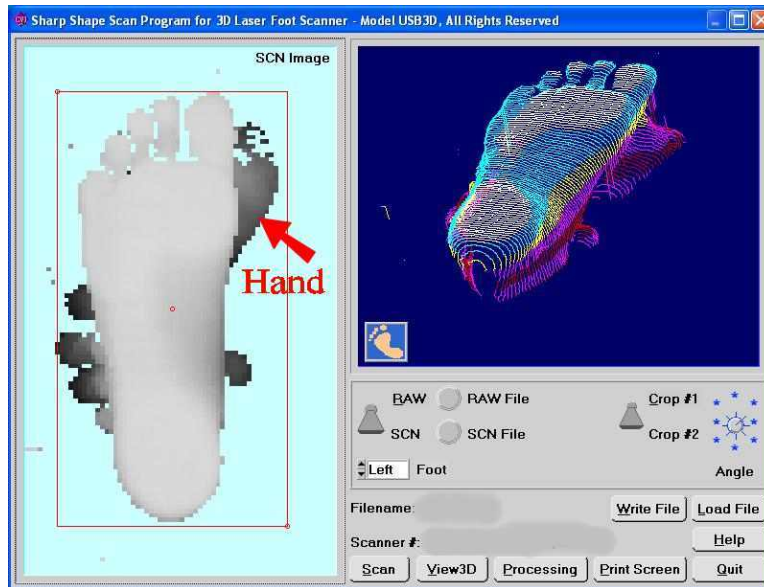 Sharp Shape Scan Program for 3D Laser Foot Scanner - Model USB3D, All Rights Reserved
SCN Image
Hand
RAW
RAW File
SCN
SCN File
Left
Foot
Crop #1
Crop #2
Angle
Filename:
Write File
Load File
Scanner #:
Help
Scan
View3D
Processing
Print Screen
Quit